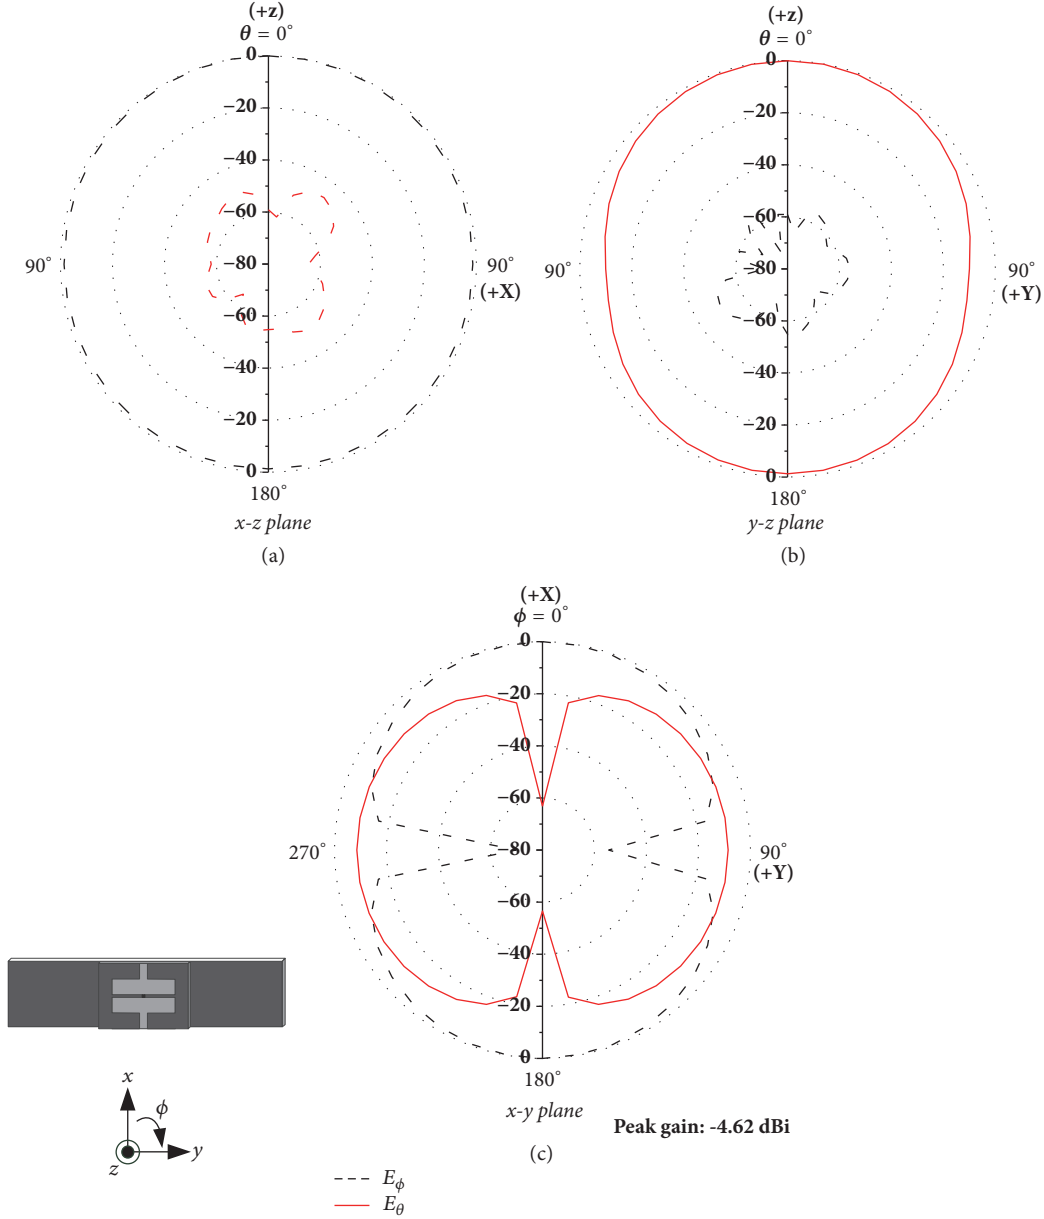 (+z)
θ = 0°
0
−20
−40
−60
−80
−60
−40
−20
0
90°
90°
(+X)
180°
x-z plane
(a)
(+z)
θ = 0°
0
−20
−40
−60
−80
−60
−40
−20
0
90°
90°
(+Y)
180°
y-z plane
(b)
(+X)
ϕ = 0°
0
−20
−40
−60
−80
−60
−40
−20
0
270°
90°
(+Y)
180°
x-y plane
Peak gain: -4.62 dBi
(c)
x
ϕ
y
z
Eϕ
Eθ